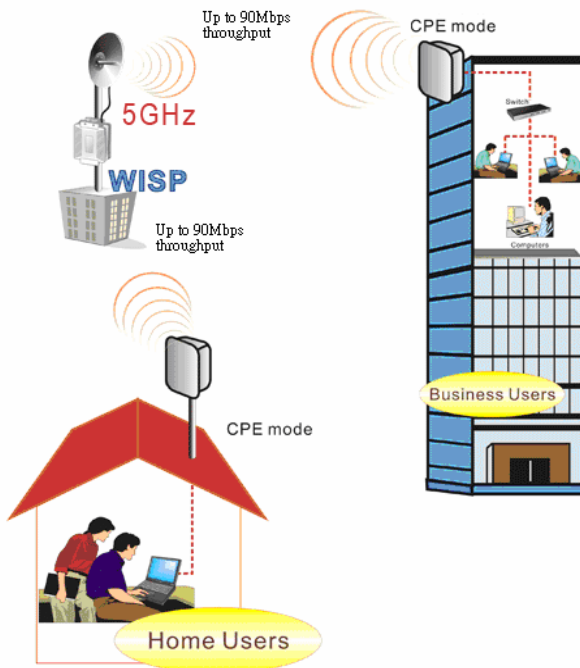 Up to 90Mbps
throughput
CPE mode
5GHz
Switch
WISP
Up to 90Mbps
throughput
Computers
Business Users
CPE mode
Home Users